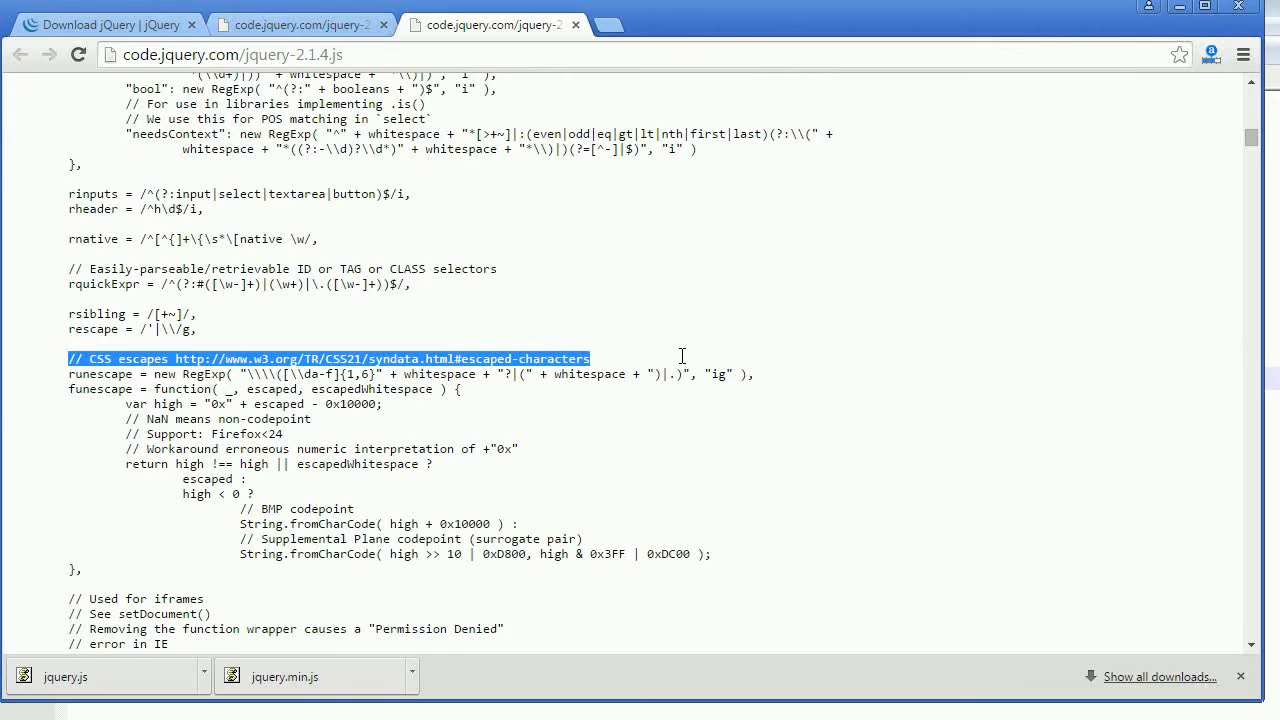 Download jQuery | jQuery
code.jquery.com/jquery-2
code.jquery.com/jquery-2
code.jquery.com/jquery-2.1.4.js
"(\\d+)|))" + whitespace + "*\\)|)", "i" ),
"bool": new RegExp( "^(?:" + booleans + ")$", "i" ),
// For use in libraries implementing .is()
// We use this for POS matching in `select`
"needsContext": new RegExp( "^" + whitespace + "*[>+~]|:(even|odd|eq|gt|lt|nth|first|last)(?:\\(" +
whitespace + "*((?:-\\d)?\\d*)" + whitespace + "*\\)|)(?=[^-]|$)", "i" )
},
rinputs = /^(?:input|select|textarea|button)$/i,
rheader = /^h\d$/i,
rnative = /^[^{]+\{\s*\[native \w/,
// Easily-parseable/retrievable ID or TAG or CLASS selectors
rquickExpr = /^(?:#([\w-]+)|(\w+)|\.([\w-]+))$/,
rsibling = /[+~]/,
rescape = /'|\\/g,
// CSS escapes http://www.w3.org/TR/CSS21/syndata.html#escaped-characters
runescape = new RegExp( "\\\\([\\da-f]{1,6}" + whitespace + "?|(" + whitespace + ")|.)", "ig" ),
funescape = function( _, escaped, escapedWhitespace ) {
var high = "0x" + escaped - 0x10000;
// NaN means non-codepoint
// Support: Firefox<24
// Workaround erroneous numeric interpretation of +"0x"
return high !== high || escapedWhitespace ?
escaped :
high < 0 ?
// BMP codepoint
String.fromCharCode( high + 0x10000 ) :
// Supplemental Plane codepoint (surrogate pair)
String.fromCharCode( high >> 10 | 0xD800, high & 0x3FF | 0xDC00 );
},
// Used for iframes
// See setDocument()
// Removing the function wrapper causes a "Permission Denied"
// error in IE
jquery.js
jquery.min.js
Show all downloads...